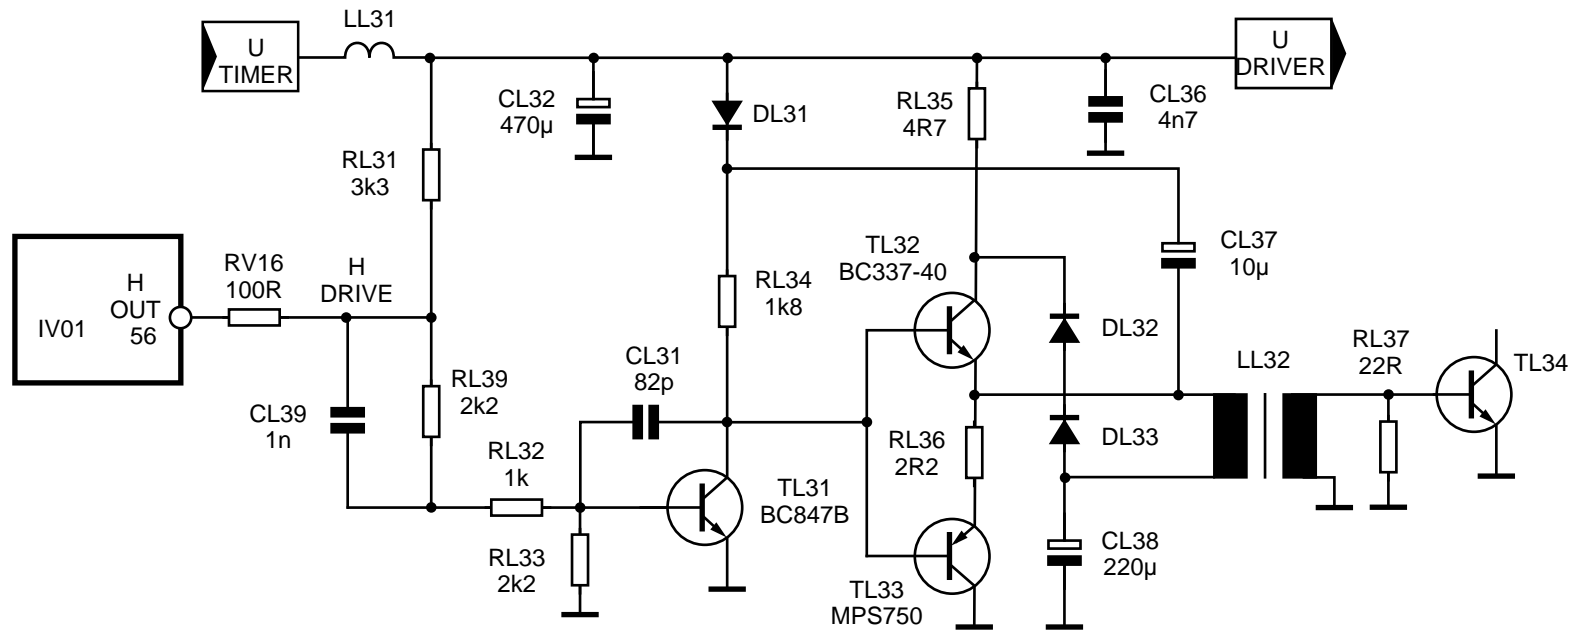 LL31
U
TIMER
U
DRIVER
CL32
470µ
DL31
RL35
4R7
CL36
4n7
RL31
3k3
H
OUT
56
IV01
RV16
100R
H
DRIVE
RL34
1k8
TL32
BC337-40
CL37
10µ
DL32
CL31
82p
LL32
RL37
22R
TL34
CL39
1n
RL39
2k2
RL32
1k
RL36
2R2
DL33
TL31
BC847B
RL33
2k2
CL38
220µ
TL33
MPS750